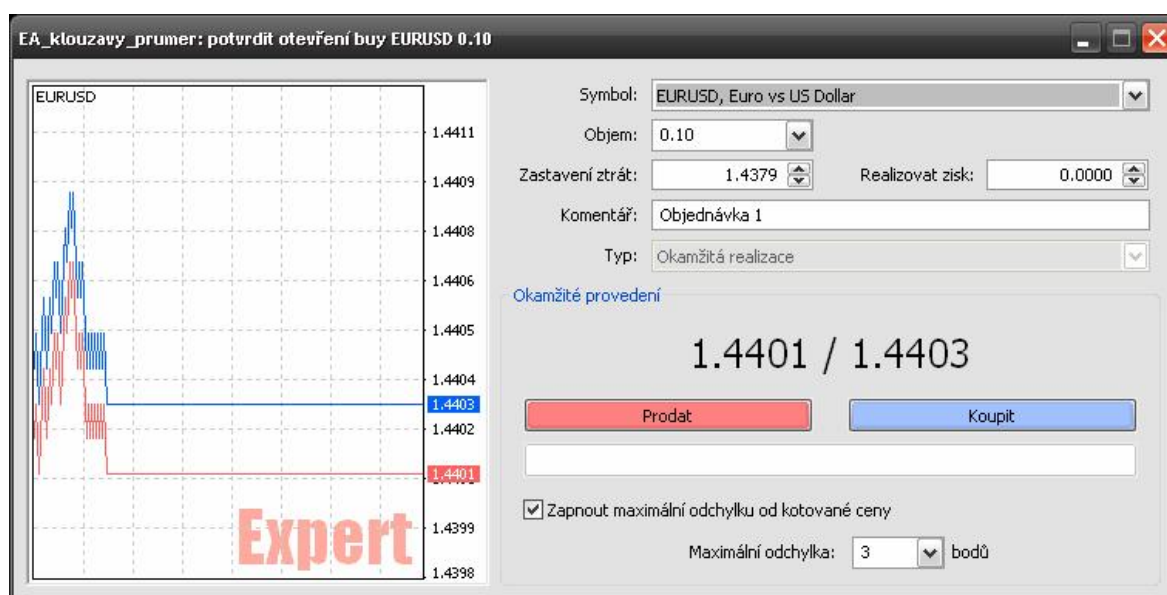 EA_klouzavy_prumer: potvrdit otevření buy EURUSD 0.10
EURUSD
1.4411
1.4409
1.4408
1.4406
1.4405
1.4404
1.4403
1.4402
1.4401
1.4399
1.4398
Expert
Symbol: EURUSD, Euro vs US Dollar
Objem: 0.10
Zastavení ztrát: 1.4379 Realizovat zisk: 0.0000
Komentář: Objednávka 1
Typ: Okamžitá realizace
Okamžité provedení
1.4401 / 1.4403
Prodat Koupit
Zapnout maximální odchylku od kotované ceny
Maximální odchylka: 3 bodů